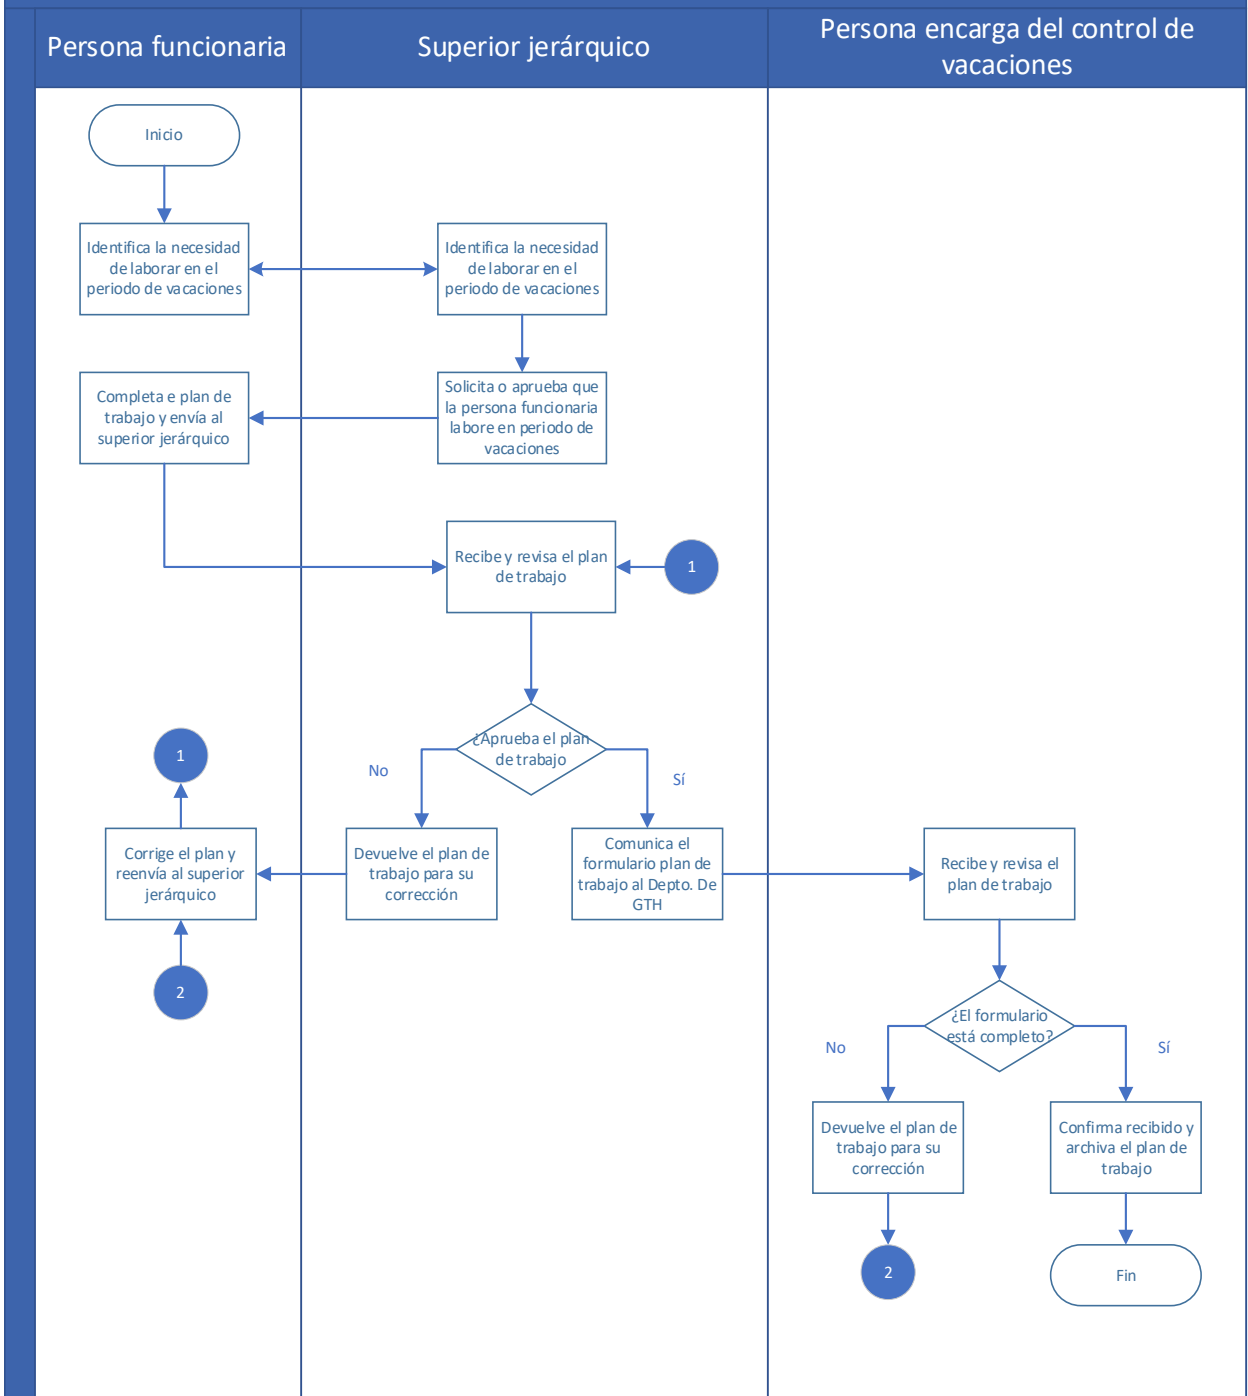 Persona funcionaria
Superior jerárquico
Persona encarga del control de
vacaciones
Inicio
Identifica la necesidad
de laborar en el
periodo de vacaciones
Identifica la necesidad
de laborar en el
periodo de vacaciones
Completa e plan de
trabajo y envía al
superior jerárquico
Solicita o aprueba que
la persona funcionaria
labore en periodo de
vacaciones
Recibe y revisa el plan
de trabajo
1
¿Aprueba el plan
de trabajo
No
Sí
1
Corrige el plan y
reenvía al superior
jerárquico
Devuelve el plan de
trabajo para su
corrección
Comunica el
formulario plan de
trabajo al Depto. De
GTH
Recibe y revisa el
plan de trabajo
2
¿El formulario
está completo?
No
Sí
Devuelve el plan de
trabajo para su
corrección
Confirma recibido y
archiva el plan de
trabajo
2
Fin